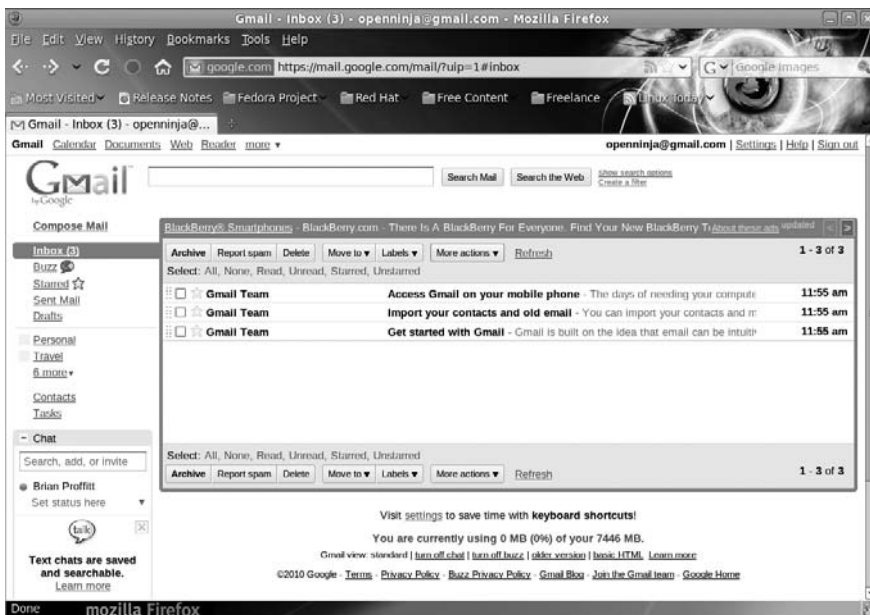 Gmail - Inbox (3) - openninja@gmail.com - Mozilla Firefox
File Edit View History Bookmarks Tools Help
google.com https://mail.google.com/mail/?uip=1#inbox
G Google Images
Most Visited Release Notes Fedora Project Red Hat Free Content Freelance Linux Today
Gmail - Inbox (3) - openninja@...
Gmail Calendar Documents Web Reader more openninja@gmail.com | Settings | Help | Sign out
Gmail
by Google
Search Mail Search the Web Show search options
Create a filter
Compose Mail
Inbox (3)
Buzz
Starred
Sent Mail
Drafts
Personal
Travel
6 more
Contacts
Tasks
- Chat
Search, add, or invite
Brian Proffitt
Set status here
talk
Text chats are saved
and searchable.
Learn more
BlackBerry® Smartphones - BlackBerry.com - There Is A BlackBerry For Everyone. Find Your New BlackBerry T About these ads updated < >
Archive Report spam Delete Move to Labels More actions Refresh 1 - 3 of 3
Select: All, None, Read, Unread, Starred, Unstarred
Gmail Team Access Gmail on your mobile phone - The days of needing your compute 11:55 am
Gmail Team Import your contacts and old email - You can import your contacts and m 11:55 am
Gmail Team Get started with Gmail - Gmail is built on the idea that email can be intuitiv 11:55 am
Select: All, None, Read, Unread, Starred, Unstarred
Archive Report spam Delete Move to Labels More actions Refresh 1 - 3 of 3
Visit settings to save time with keyboard shortcuts!
You are currently using 0 MB (0%) of your 7446 MB.
Gmail view: standard | turn off chat | turn off buzz | older version | basic HTML Learn more
©2010 Google - Terms - Privacy Policy - Buzz Privacy Policy - Gmail Blog - Join the Gmail team - Google Home
Done mozilla Firefox